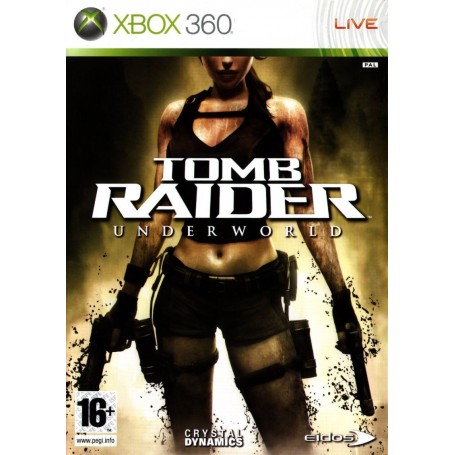 XBOX 360
LIVE
PAL
TOMB
RAIDER
UNDERWORLD
16+
www.pegi.info
CRYSTAL
DYNAMICS
eidos